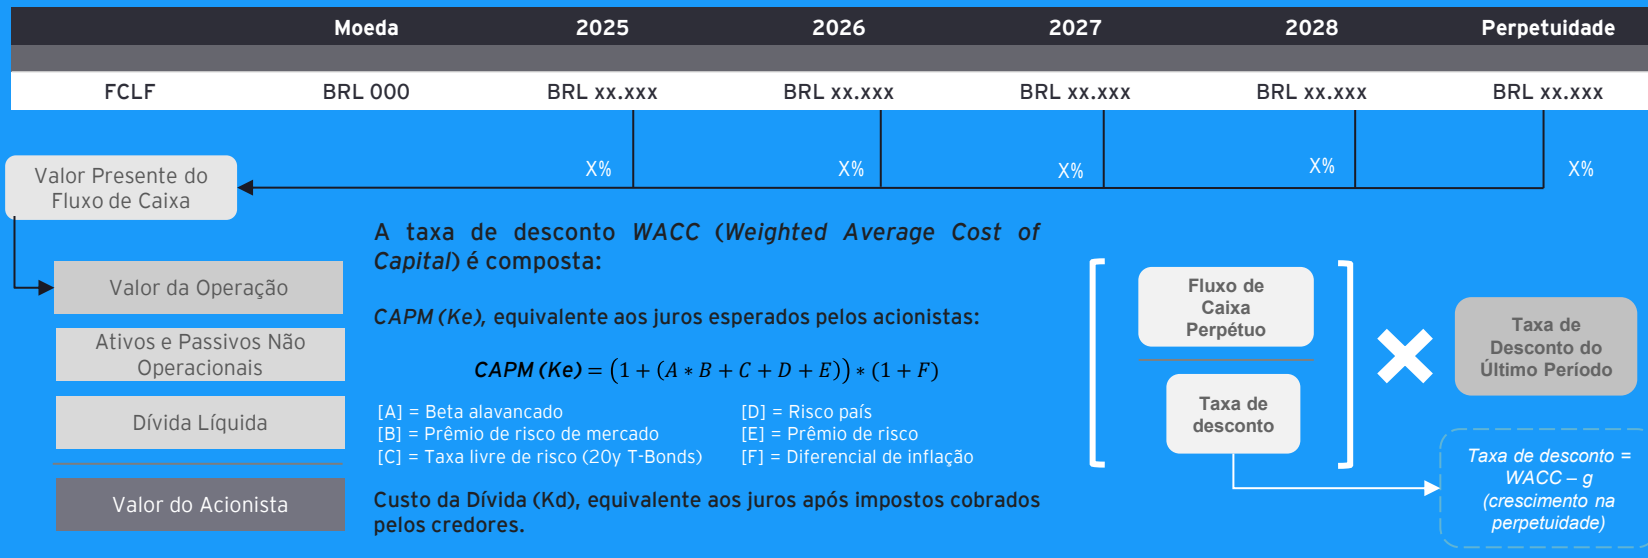 Moeda 2025 2026 2027 2028 Perpetuidade
FCLF BRL 000 BRL xx.xxx BRL xx.xxx BRL xx.xxx BRL xx.xxx BRL xx.xxx
X% X% X% X% X%
Valor Presente do
Fluxo de Caixa
Valor da Operação
Ativos e Passivos Não
Operacionais
Dívida Líquida
Valor do Acionista
A taxa de desconto WACC (Weighted Average Cost of
Capital) é composta:
CAPM (Ke), equivalente aos juros esperados pelos acionistas:
CAPM (Ke) = (1 + (A ∗ B + C + D + E)) ∗ (1 + F)
[A] = Beta alavancado
[B] = Prêmio de risco de mercado
[C] = Taxa livre de risco (20y T-Bonds)
[D] = Risco país
[E] = Prêmio de risco
[F] = Diferencial de inflação
Custo da Dívida (Kd), equivalente aos juros após impostos cobrados
pelos credores.
Fluxo de
Caixa
Perpétuo
Taxa de
desconto
Taxa de
Desconto do
Último Período
Taxa de desconto =
WACC – g
(crescimento na
perpetuidade)